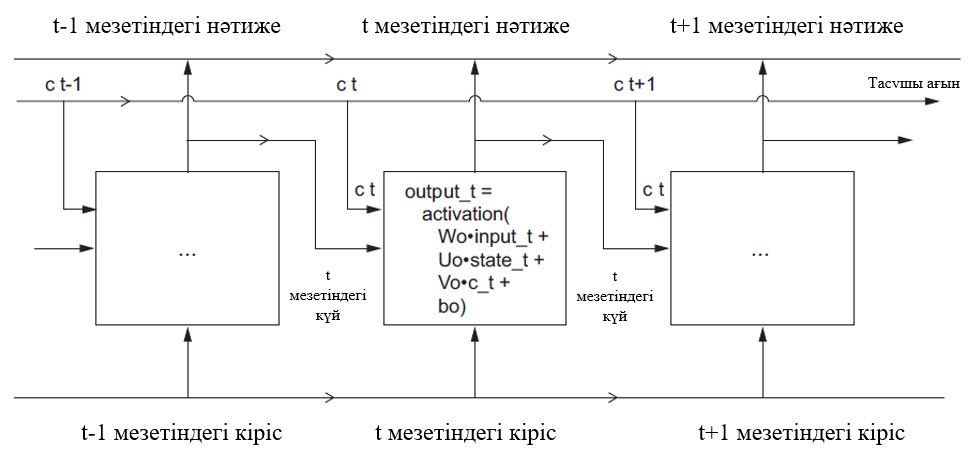 t-1 мезетіндегі нәтиже
t мезетіндегі нәтиже
t+1 мезетіндегі нәтиже
c t-1
c t
c t+1
Тасушы ағын
c t
c t
output_t =
activation(
Wo•input_t +
Uo•state_t +
Vo•c_t +
bo)
...
...
t
мезетіндегі
күй
t
мезетіндегі
күй
t-1 мезетіндегі кіріс
t мезетіндегі кіріс
t+1 мезетіндегі кіріс